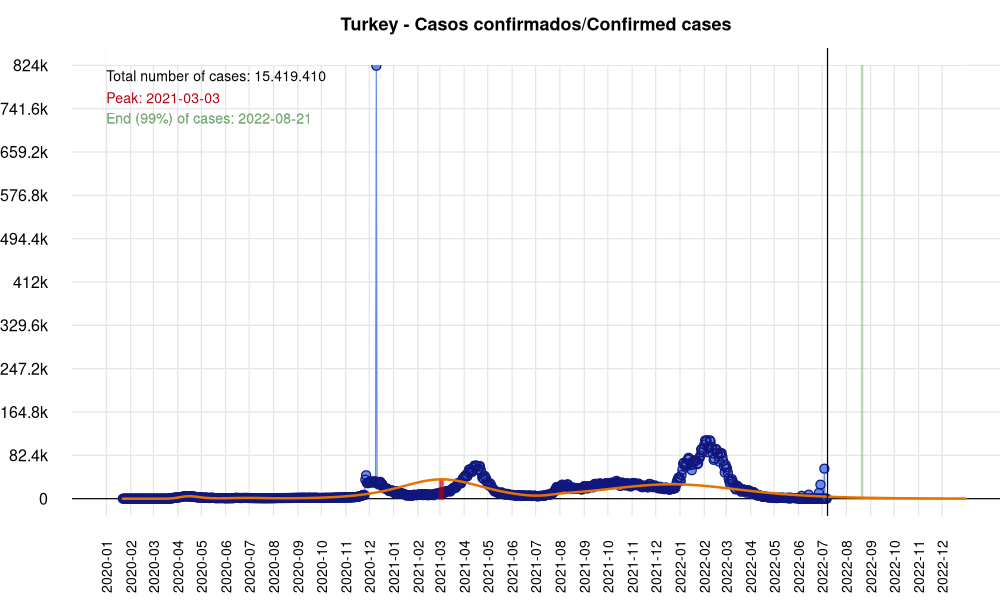 Turkey - Casos confirmados/Confirmed cases
824k
741.6k
659.2k
576.8k
494.4k
412k
329.6k
247.2k
164.8k
82.4k
0
Total number of cases: 15.419.410
Peak: 2021-03-03
End (99%) of cases: 2022-08-21
2020-01
2020-02
2020-03
2020-04
2020-05
2020-06
2020-07
2020-08
2020-09
2020-10
2020-11
2020-12
2021-01
2021-02
2021-03
2021-04
2021-05
2021-06
2021-07
2021-08
2021-09
2021-10
2021-11
2021-12
2022-01
2022-02
2022-03
2022-04
2022-05
2022-06
2022-07
2022-08
2022-09
2022-10
2022-11
2022-12